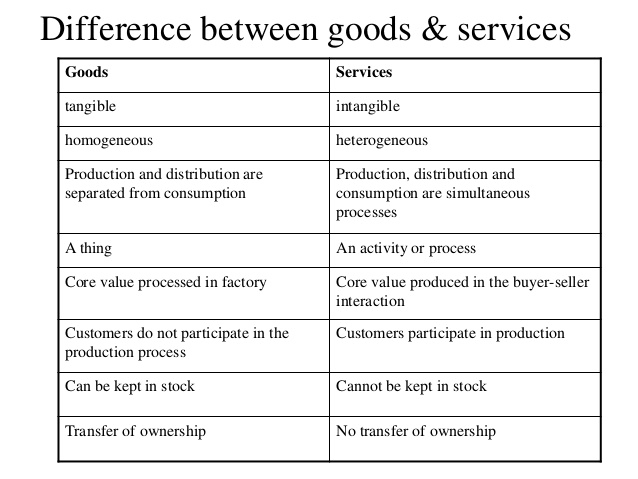 Difference between goods & services
Goods
Services
tangible
intangible
homogeneous
heterogeneous
Production and distribution are
separated from consumption
Production, distribution and
consumption are simultaneous
processes
A thing
An activity or process
Core value processed in factory
Core value produced in the buyer-seller
interaction
Customers do not participate in the
production process
Customers participate in production
Can be kept in stock
Cannot be kept in stock
Transfer of ownership
No transfer of ownership